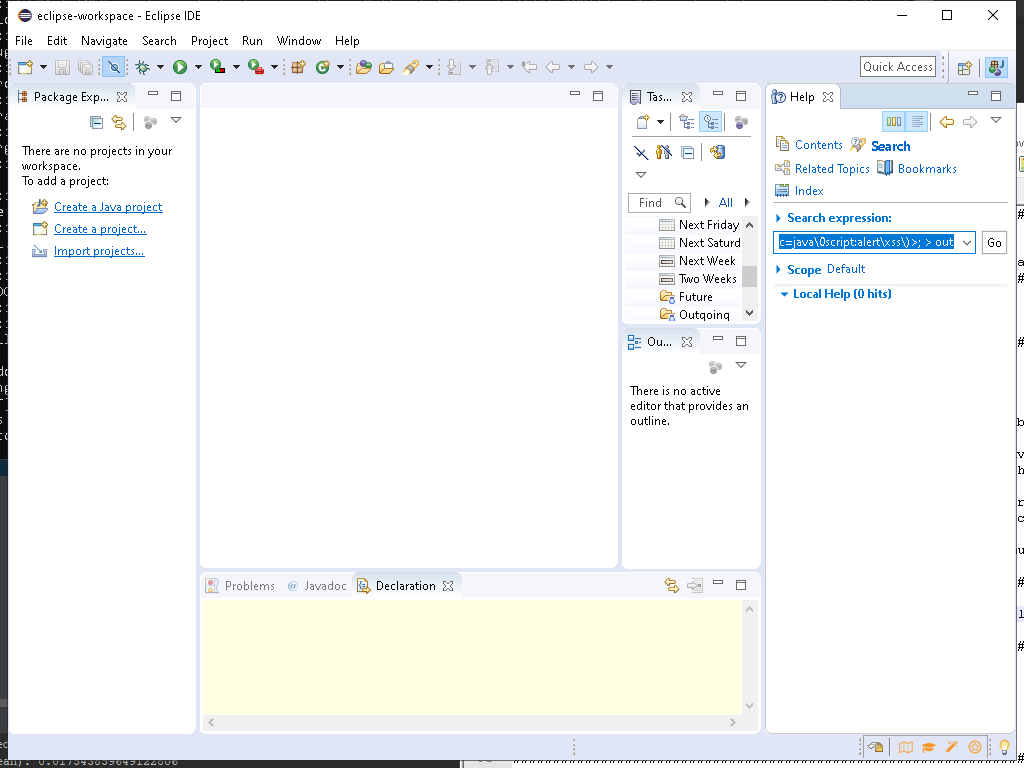 eclipse-workspace - Eclipse IDE
File Edit Navigate Search Project Run Window Help
Quick Access
Package Exp...
There are no projects in your
workspace.
To add a project:
Create a Java project
Create a project...
Import projects...
Tas...
Find
All
Next Friday
Next Saturd
Next Week
Two Weeks
Future
Outgoing
Ou...
There is no active
editor that provides an
outline.
Help
Contents Search
Related Topics Bookmarks
Index
Search expression:
c=java\0script:alert\xss\)>; > out
Go
Scope Default
Local Help (0 hits)
Problems @ Javadoc Declaration